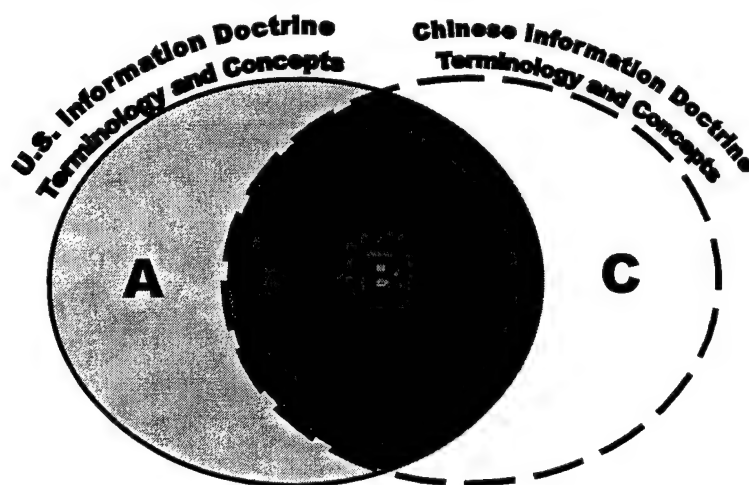 U.S. Information Doctrine
Terminology and Concepts
Chinese Information Doctrine
Terminology and Concepts
A
C